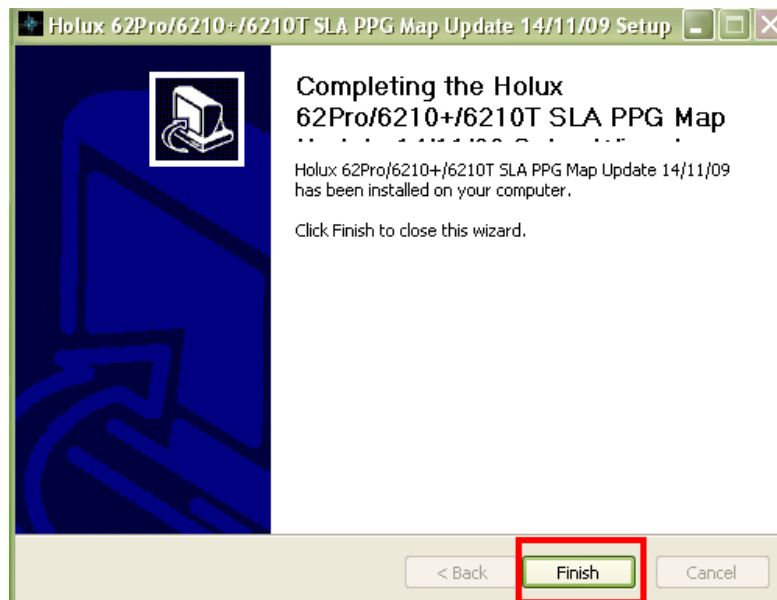 Holux 62Pro/6210+/6210T SLA PPG Map Update 14/11/09 Setup
Completing the Holux
62Pro/6210+/6210T SLA PPG Map
Holux 62Pro/6210+/6210T SLA PPG Map Update 14/11/09
has been installed on your computer.
Click Finish to close this wizard.
< Back
Finish
Cancel